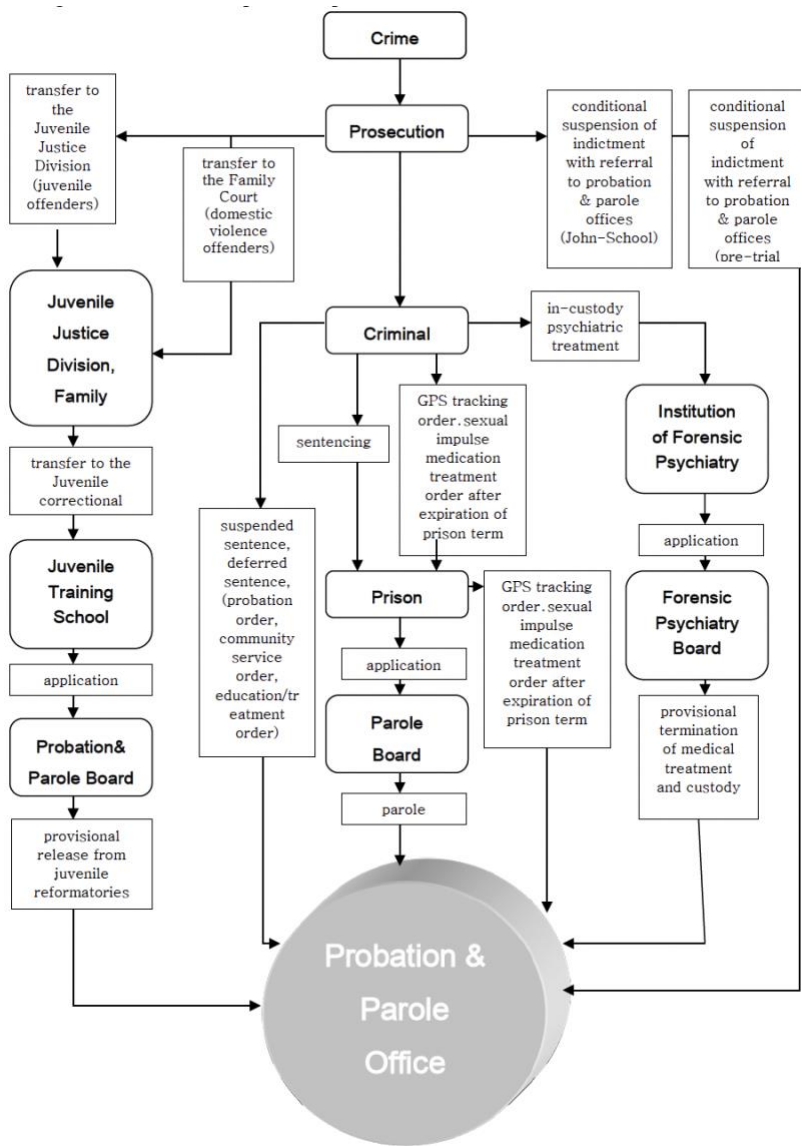 Crime
Prosecution
transfer to
the
Juvenile
Justice
Division
(juvenile
offenders)
transfer to
the Family
Court
(domestic
violence
offenders)
conditional
suspension of
indictment
with referral
to probation
& parole
offices
(John-School)
conditional
suspension
of
indictment
with referral
to probation
& parole
offices
(pre-trial
Juvenile
Justice
Division,
Family
Criminal
in-custody
psychiatric
treatment
sentencing
GPS tracking
order.sexual
impulse
medication
treatment
order after
expiration of
prison term
Institution
of Forensic
Psychiatry
transfer to the
Juvenile
correctional
application
suspended
sentence,
deferred
sentence,
(probation
order,
community
service
order,
education/tr
eatment
order)
Juvenile
Training
School
Prison
GPS tracking
order.sexual
impulse
medication
treatment
order after
expiration of
prison term
Forensic
Psychiatry
Board
application
application
Probation&
Parole Board
Parole
Board
provisional
termination
of medical
treatment
and custody
parole
provisional
release from
juvenile
reformatories
Probation &
Parole
Office